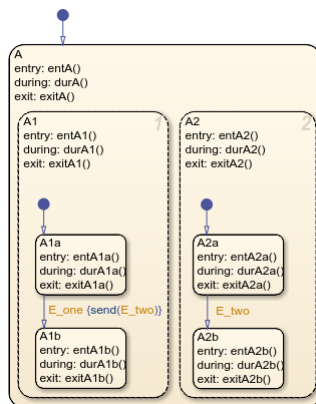 A
entry: entA()
during: durA()
exit: exitA()
A1
1
entry: entA1()
during: durA1()
exit: exitA1()
A1a
entry: entA1a()
during: durA1a()
exit: exitA1a()
E_one {send(E_two)}
A1b
entry: entA1b()
during: durA1b()
exit: exitA1b()
A2
2
entry: entA2()
during: durA2()
exit: exitA2()
A2a
entry: entA2a()
during: durA2a()
exit: exitA2a()
E_two
A2b
entry: entA2b()
during: durA2b()
exit: exitA2b()